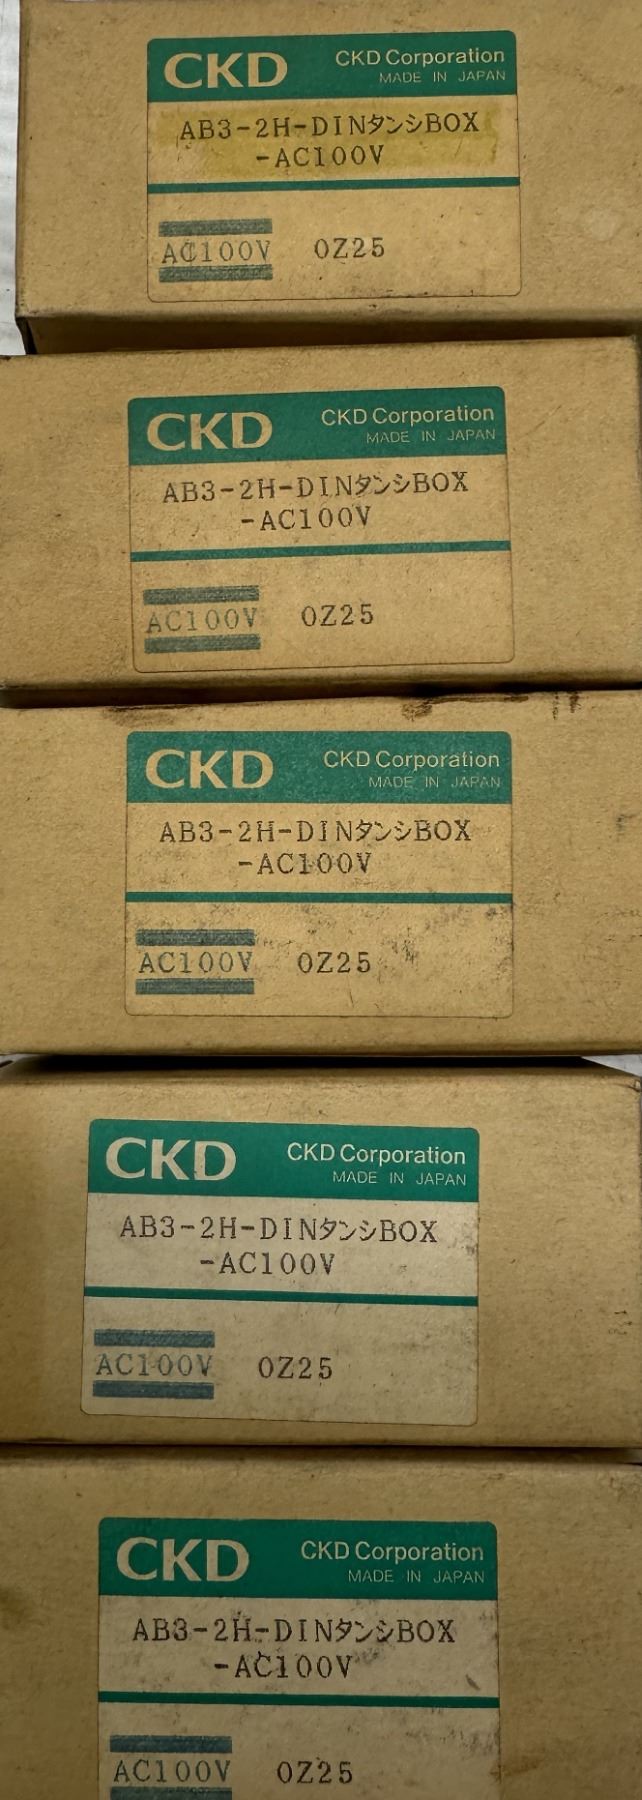 CKD
CKD Corporation
MADE IN JAPAN
AB3-2H-DINタンシBOX
-AC100V
AC100V 0Z25
CKD
CKD Corporation
MADE IN JAPAN
AB3-2H-DINタンシBOX
-AC100V
AC100V 0Z25
CKD
CKD Corporation
MADE IN JAPAN
AB3-2H-DINタンシBOX
-AC100V
AC100V 0Z25
CKD
CKD Corporation
MADE IN JAPAN
AB3-2H-DINタンシBOX
-AC100V
AC100V 0Z25
CKD
CKD Corporation
MADE IN JAPAN
AB3-2H-DINタンシBOX
-AC100V
AC100V 0Z25